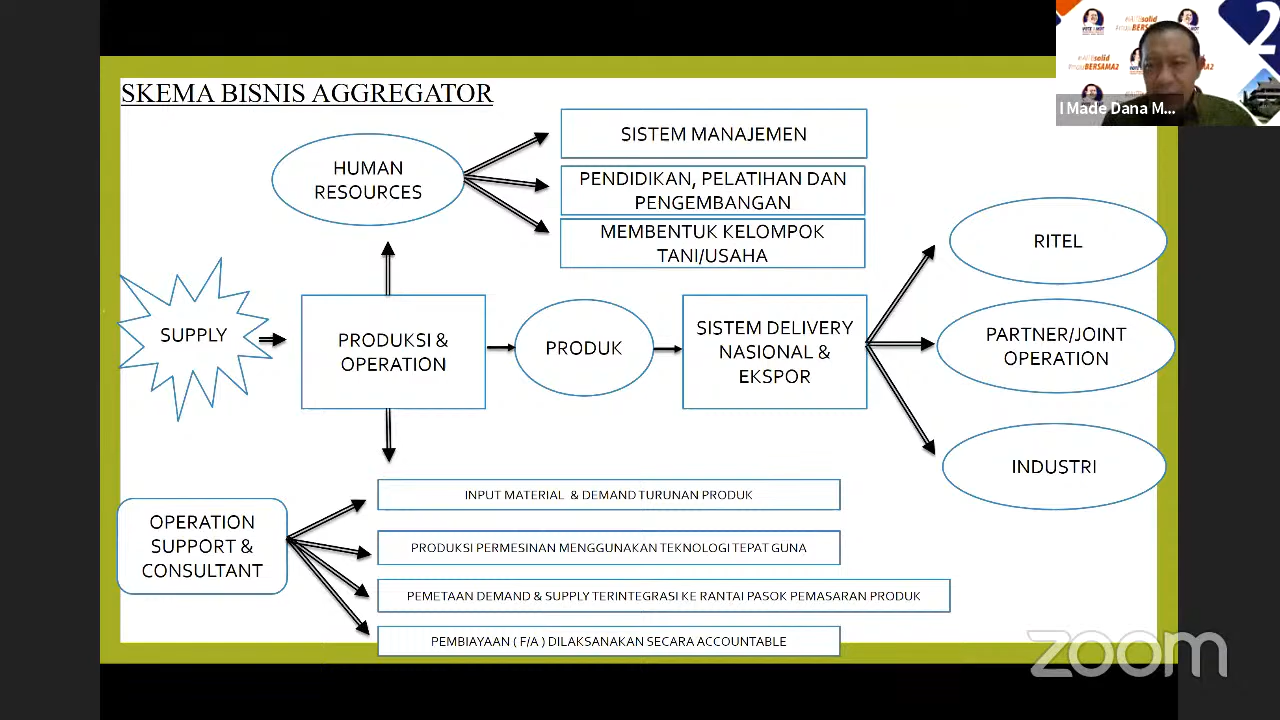 SKEMA BISNIS AGGREGATOR
HUMAN
RESOURCES
SISTEM MANAJEMEN
PENDIDIKAN, PELATIHAN DAN
PENGEMBANGAN
MEMBENTUK KELOMPOK
TANI/USAHA
SUPPLY
PRODUKSI &
OPERATION
PRODUK
SISTEM DELIVERY
NASIONAL &
EKSPOR
RITEL
PARTNER/JOINT
OPERATION
INDUSTRI
OPERATION
SUPPORT &
CONSULTANT
INPUT MATERIAL & DEMAND TURUNAN PRODUK
PRODUKSI PERMESINAN MENGGUNAKAN TEKNOLOGI TEPAT GUNA
PEMETAAN DEMAND & SUPPLY TERINTEGRASI KE RANTAI PASOK PEMASARAN PRODUK
PEMBIAYAAN ( F/A ) DILAKSANAKAN SECARA ACCOUNTABLE
2
I Made Dana M...
zoom